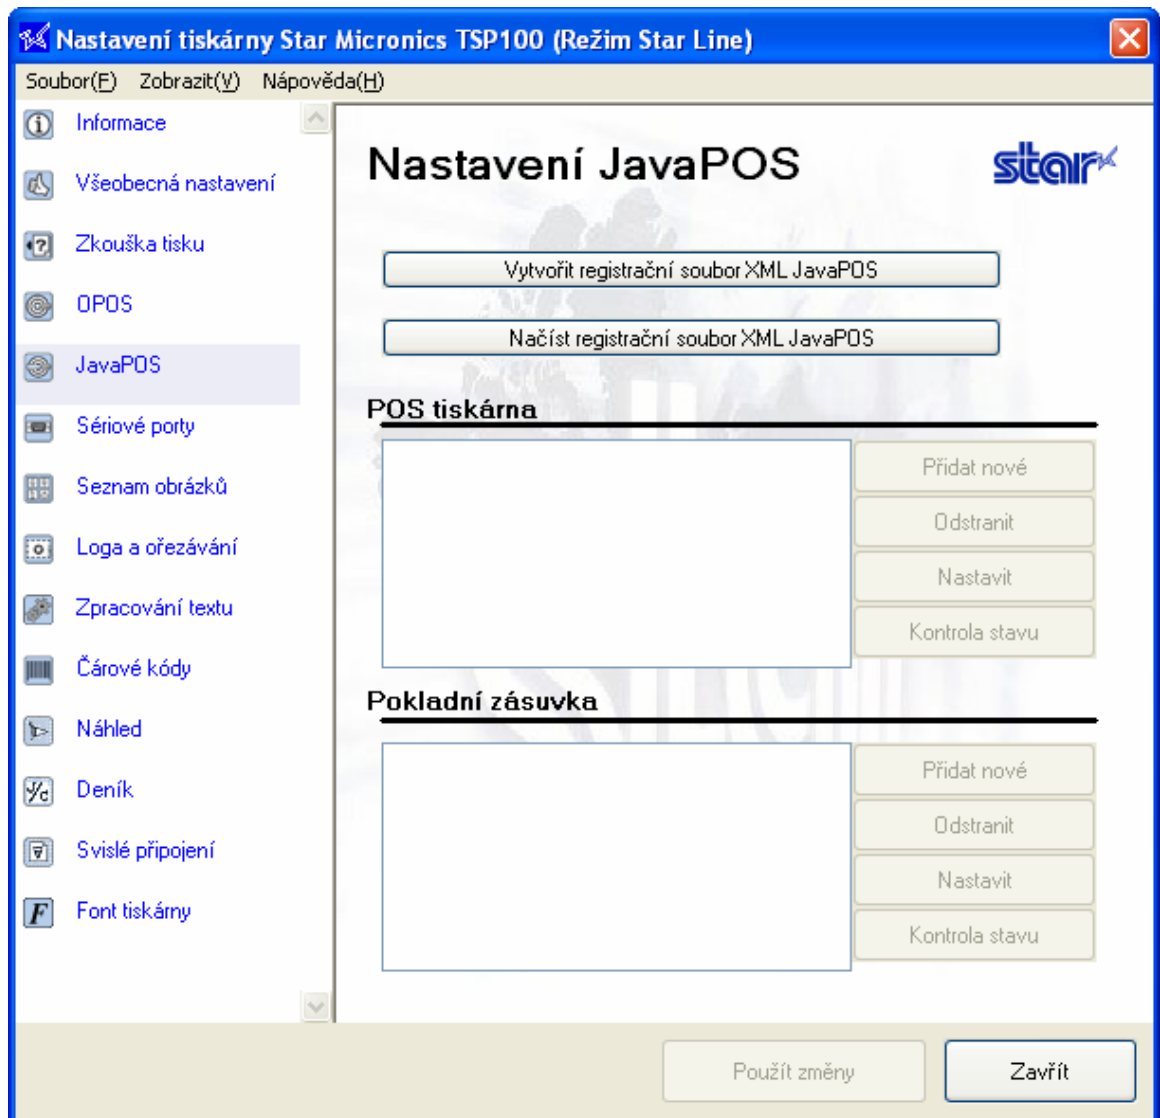 Nastavení tiskárny Star Micronics TSP100 (Režim Star Line)
Soubor(F) Zobrazit(V) Nápověda(H)
Informace
Všeobecná nastavení
Zkouška tisku
OPOS
JavaPOS
Sériové porty
Seznam obrázků
Loga a ořezávání
Zpracování textu
Čárové kódy
Náhled
Deník
Svislé připojení
Font tiskárny
Nastavení JavaPOS
star
Vytvořit registrační soubor XML JavaPOS
Načíst registrační soubor XML JavaPOS
POS tiskárna
Přidat nové
Odstranit
Nastavit
Kontrola stavu
Pokladní zásuvka
Přidat nové
Odstranit
Nastavit
Kontrola stavu
Použít změny
Zavřít